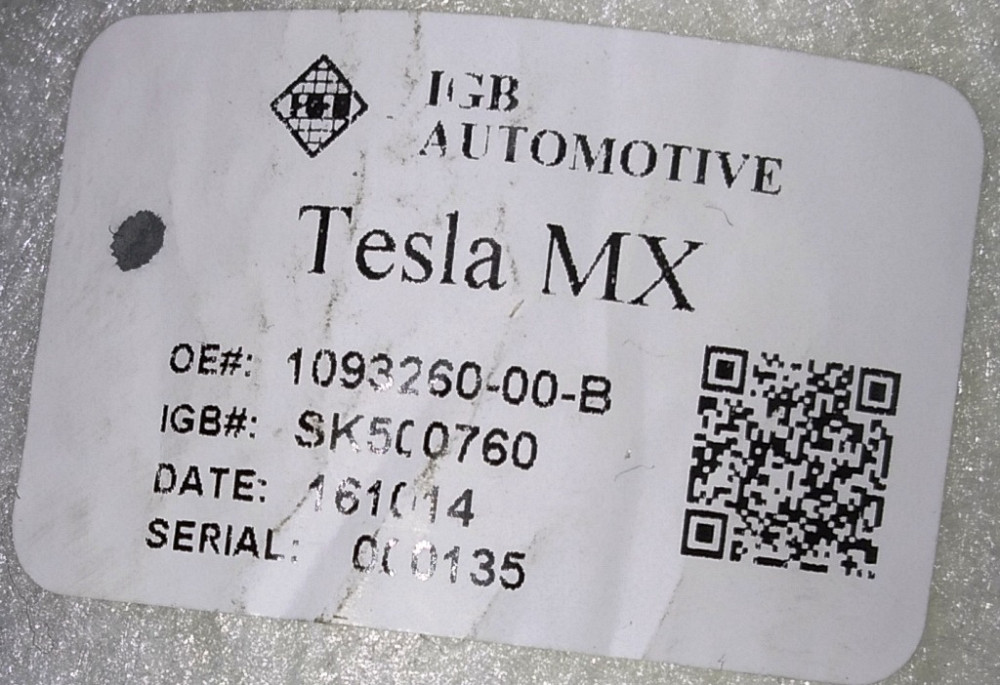 IGB
AUTOMOTIVE
Tesla MX
OE#: 1093260-00-B
IGB#: SK500760
DATE: 161014
SERIAL: 000135